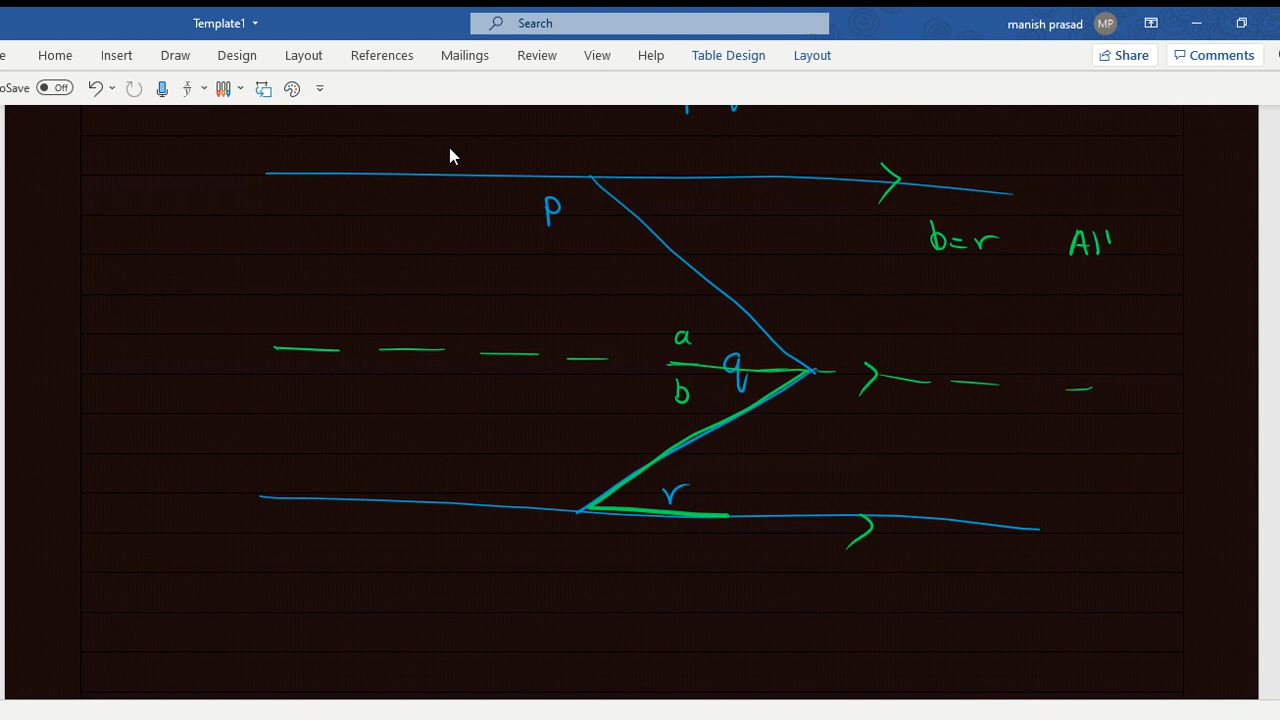 Template1
Search
manish prasad
MP
Home Insert Draw Design Layout References Mailings Review View Help Table Design Layout
Share
Comments
Off
p
b=r
a
q
b
r